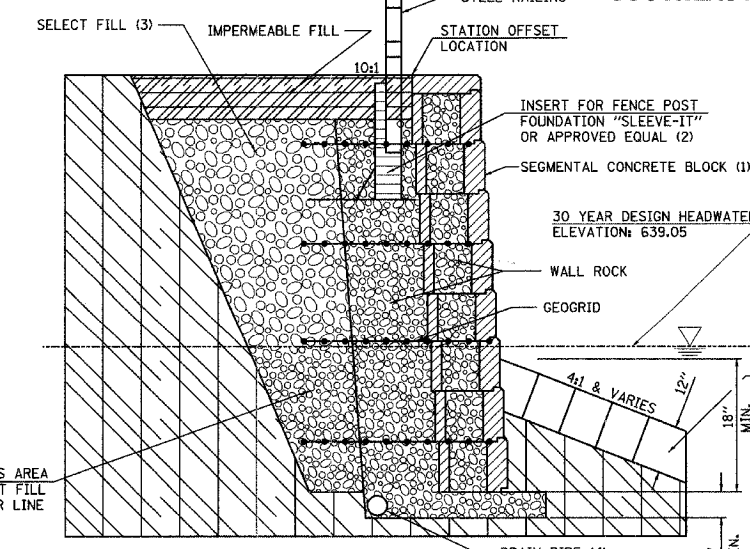 SELECT FILL (3)
IMPERMEABLE FILL
STATION OFFSET
LOCATION
10:1
INSERT FOR FENCE POST
FOUNDATION "SLEEVE-IT"
OR APPROVED EQUAL (2)
SEGMENTAL CONCRETE BLOCK (1)
30 YEAR DESIGN HEADWATER
ELEVATION: 639.05
WALL ROCK
GEOGRID
4:1 & VARIES
12"
18"
MIN.
AREA
FILL
LINE